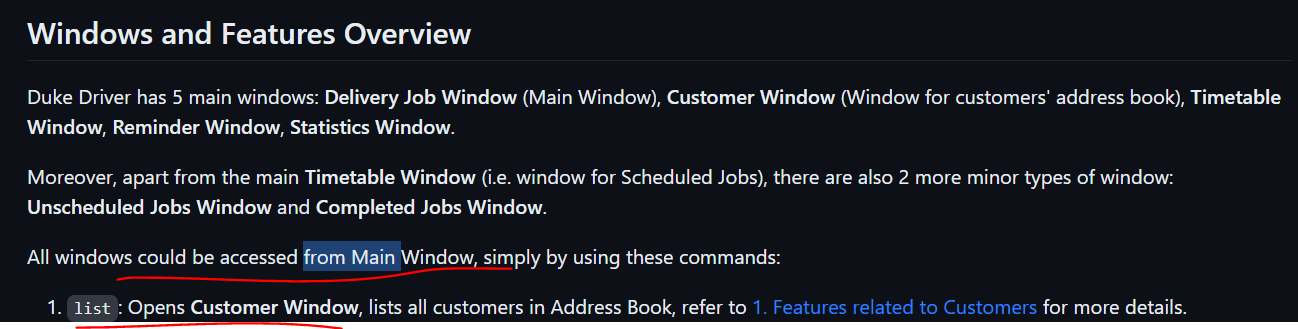 Windows and Features Overview
Duke Driver has 5 main windows: Delivery Job Window (Main Window), Customer Window (Window for customers' address book), Timetable
Window, Reminder Window, Statistics Window.
Moreover, apart from the main Timetable Window (i.e. window for Scheduled Jobs), there are also 2 more minor types of window:
Unscheduled Jobs Window and Completed Jobs Window.
All windows could be accessed from Main Window, simply by using these commands:
1. list: Opens Customer Window, lists all customers in Address Book, refer to 1. Features related to Customers for more details.